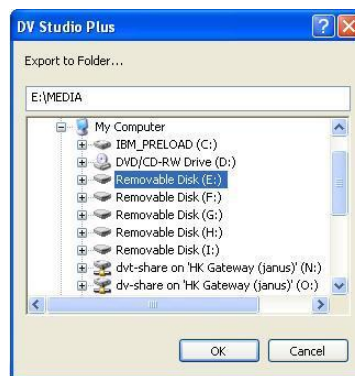 DV Studio Plus
Export to Folder...
E:\MEDIA
My Computer
IBM_PRELOAD (C:)
DVD/CD-RW Drive (D:)
Removable Disk (E:)
Removable Disk (F:)
Removable Disk (G:)
Removable Disk (H:)
Removable Disk (I:)
dvt-share on 'HK Gateway (janus)' (N:)
dv-share on 'HK Gateway (janus)' (O:)
OK Cancel